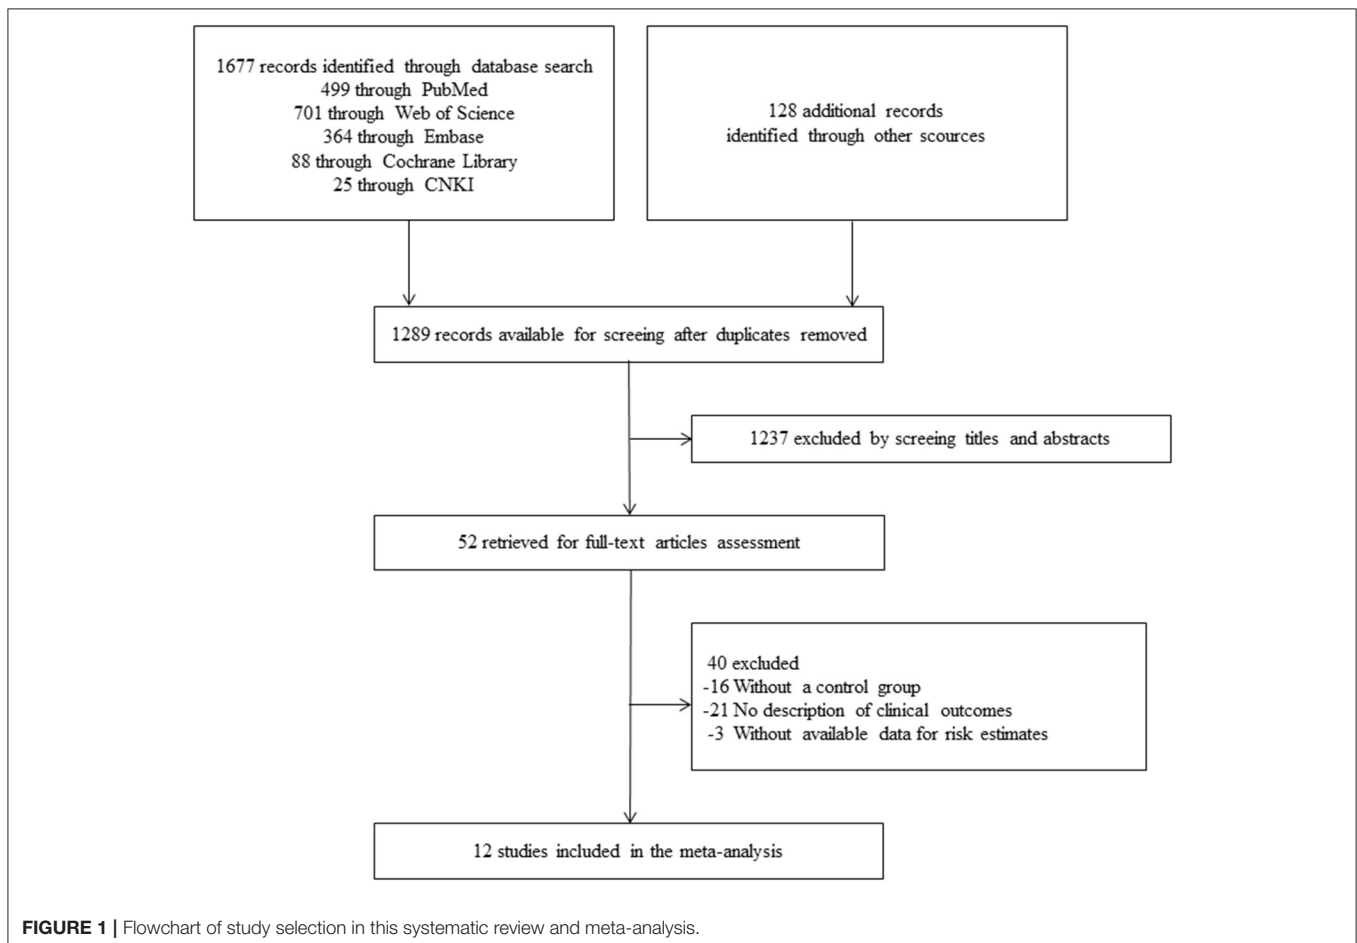 1677 records identified through database search
499 through PubMed
701 through Web of Science
364 through Embase
88 through Cochrane Library
25 through CNKI
128 additional records
identified through other scources
1289 records available for screeing after duplicates removed
1237 excluded by screeing titles and abstracts
52 retrieved for full-text articles assessment
40 excluded
-16 Without a control group
-21 No description of clinical outcomes
-3 Without available data for risk estimates
12 studies included in the meta-analysis
FIGURE 1 | Flowchart of study selection in this systematic review and meta-analysis.